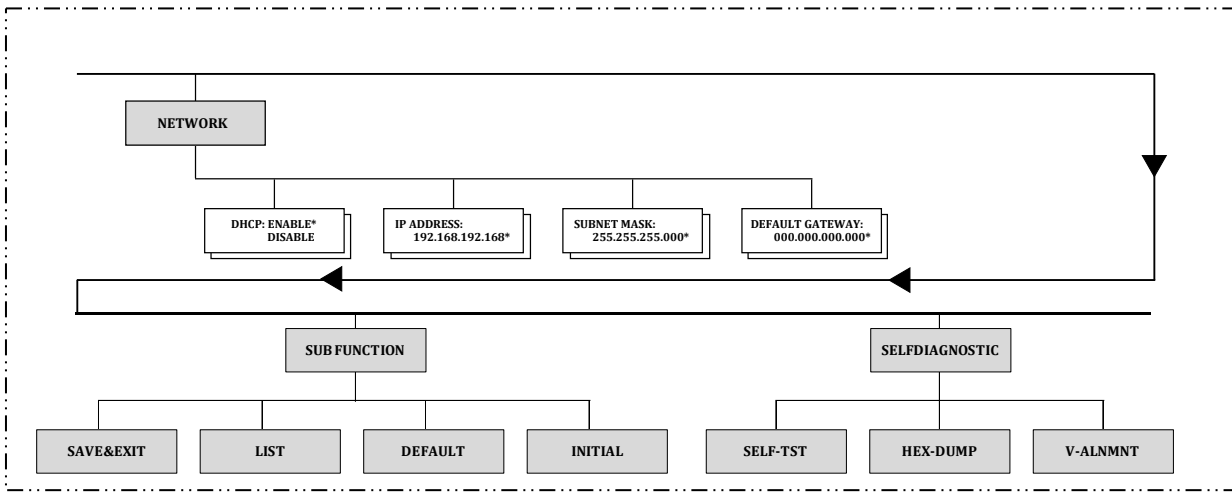 NETWORK
DHCP: ENABLE*
DISABLE
IP ADDRESS:
192.168.192.168*
SUBNET MASK:
255.255.255.000*
DEFAULT GATEWAY:
000.000.000.000*
SUB FUNCTION
SELFDIAGNOSTIC
SAVE&EXIT
LIST
DEFAULT
INITIAL
SELF-TST
HEX-DUMP
V-ALNMNT